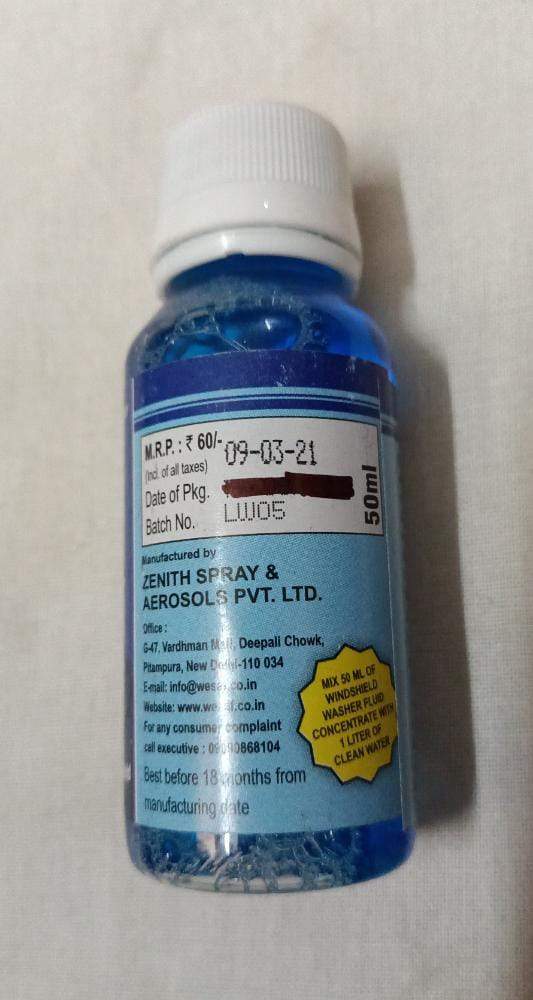 M.R.P. : ₹ 60/-
(Incl. of all taxes)
09-03-21
Date of Pkg.
Batch No. LW05
50ml
Manufactured by
ZENITH SPRAY &
AEROSOLS PVT. LTD.
Office :
G-47, Vardhman Deepali Chowk,
Pitampura, New Delhi-110 034
E-mail:
Website:
For any consumer complaint
call executive : 09090868104
Best before 18 months from
manufacturing date
MIX 50 ML OF
WINDSHIELD
WASHER FLUID
CONCENTRATE WITH
1 LITER OF
CLEAN WATER